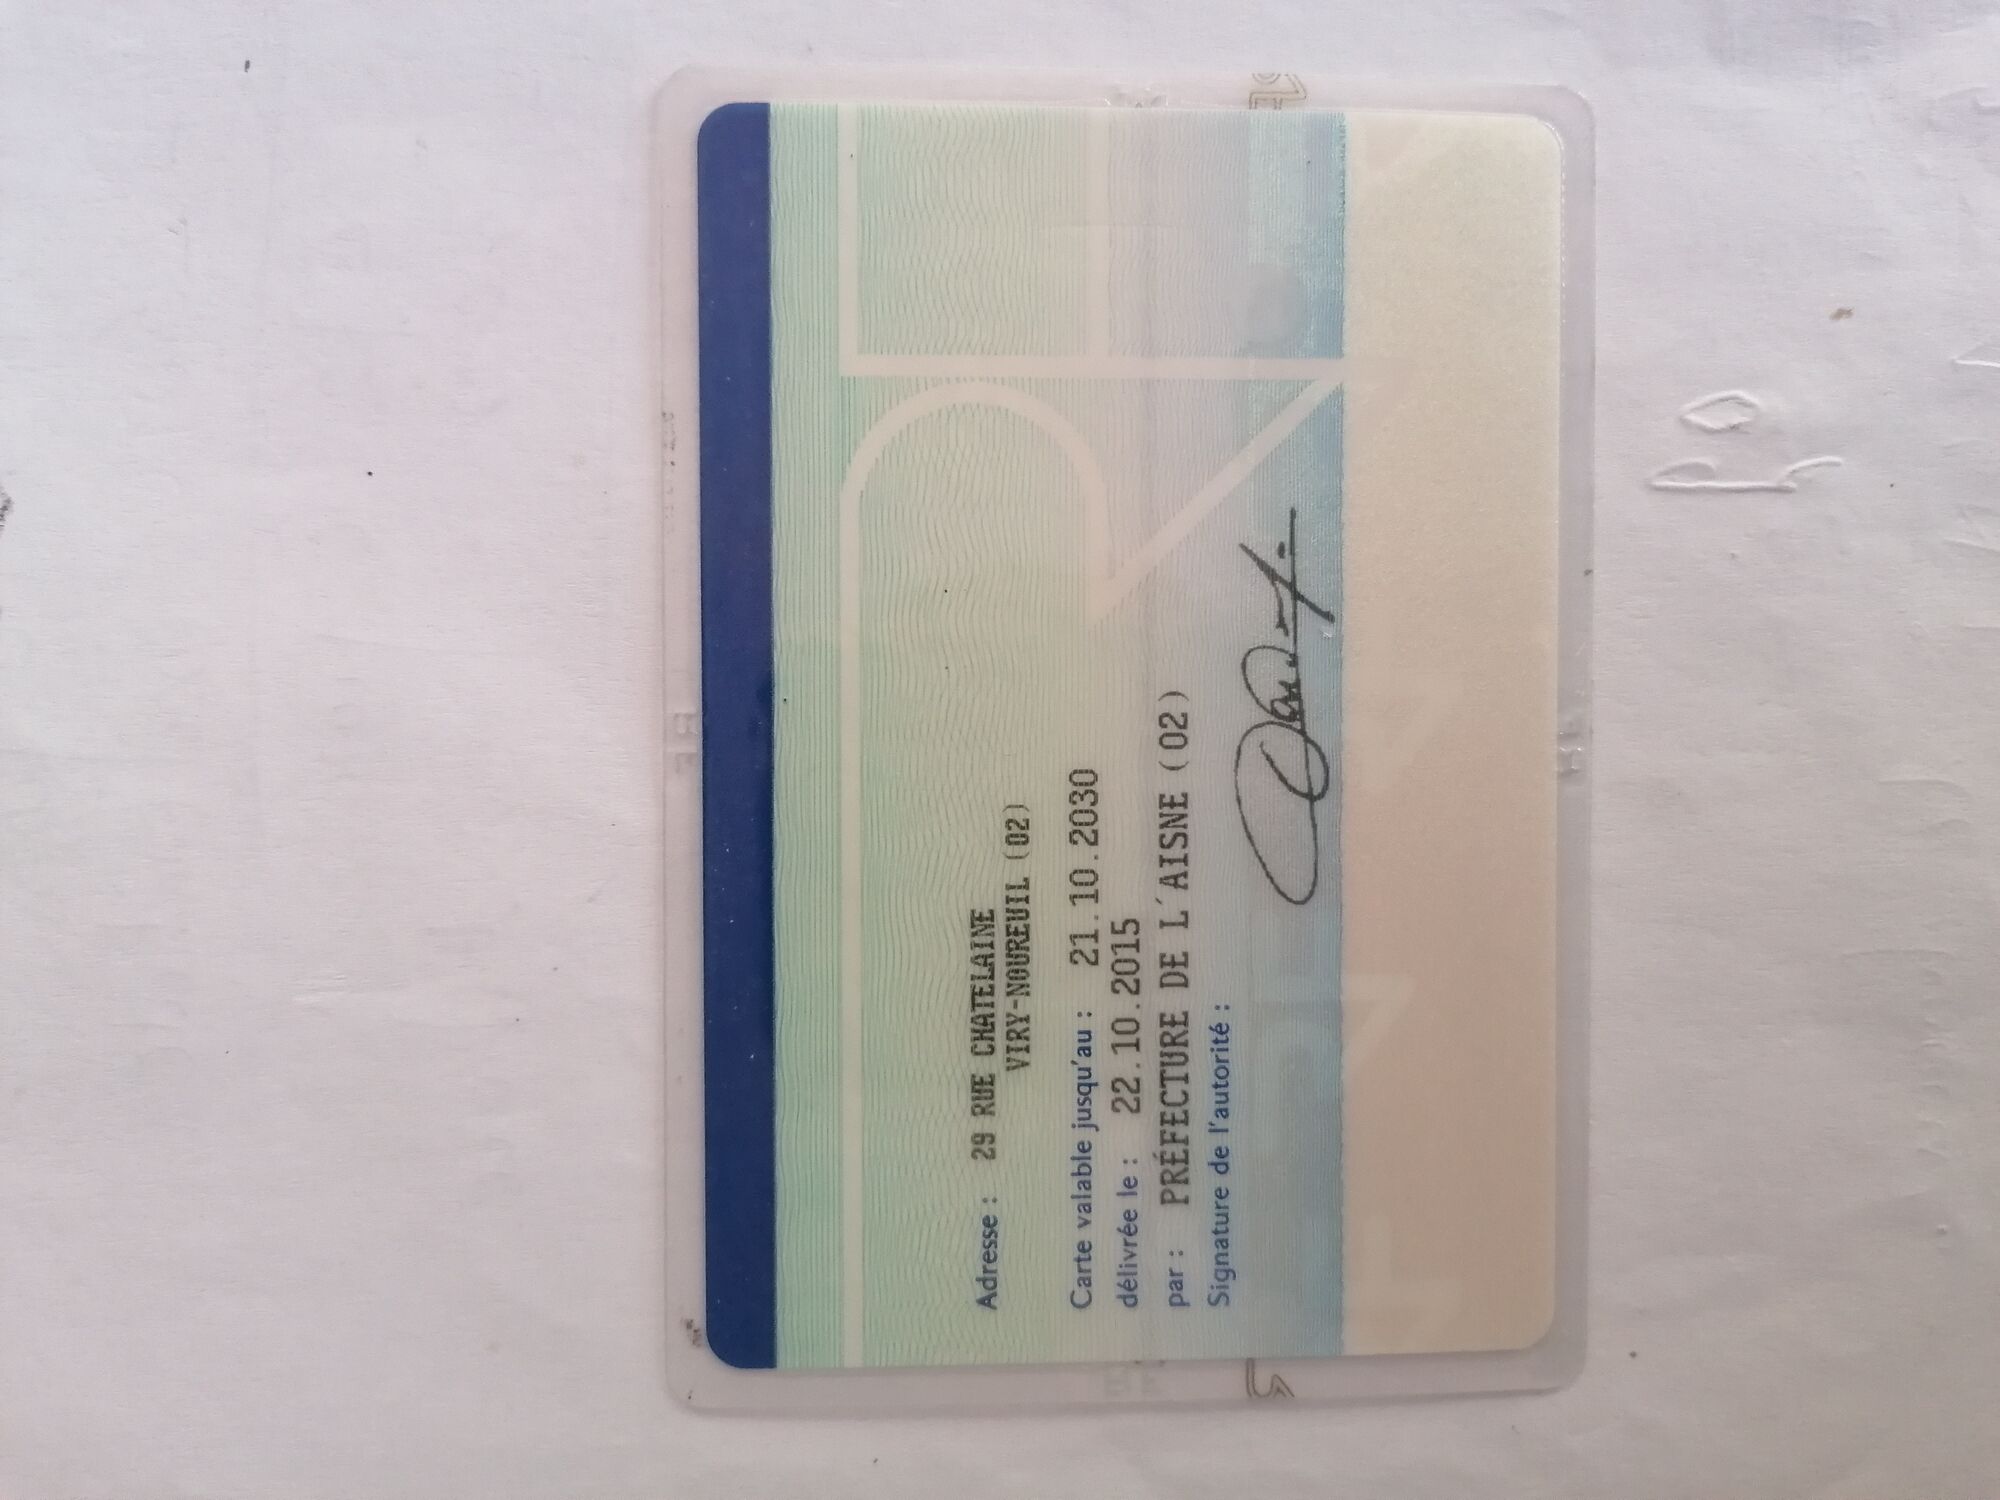 Adresse : 29 RUE CHATELAINE
VIRY-NOUREUIL (02)
Carte valable jusqu'au : 21.10.2030
délivrée le : 22.10.2015
par : PRÉFECTURE DE L'AISNE (02)
Signature de l'autorité :